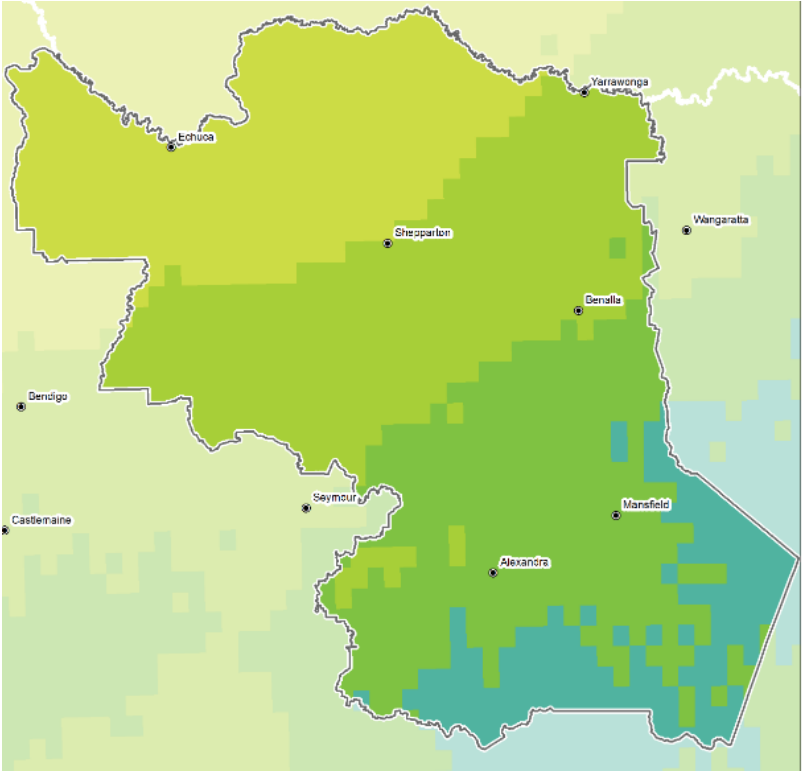 Yarrawonga
Echuca
Wangaratta
Shepparton
Benalla
Bendigo
Seymour
Mansfield
Castlemaine
Alexandra